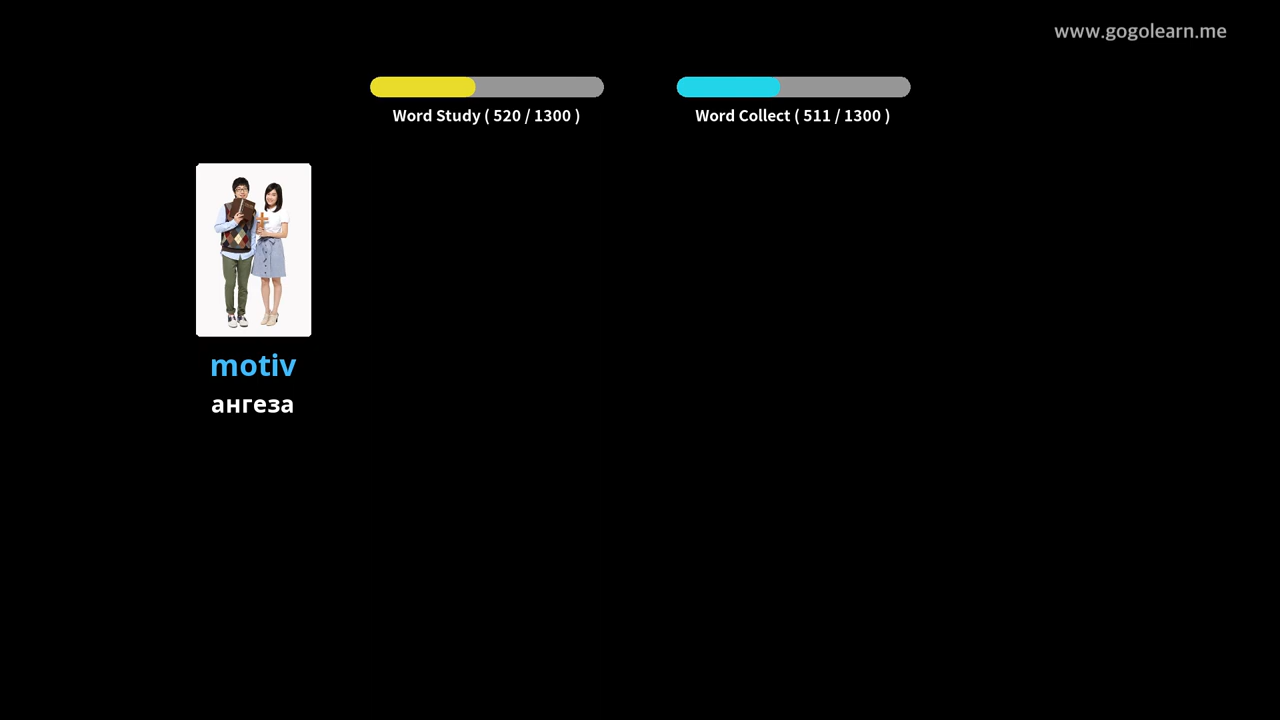 www.gogolearn.me
Word Study ( 520 / 1300 )
Word Collect ( 511 / 1300 )
motiv
ангеза